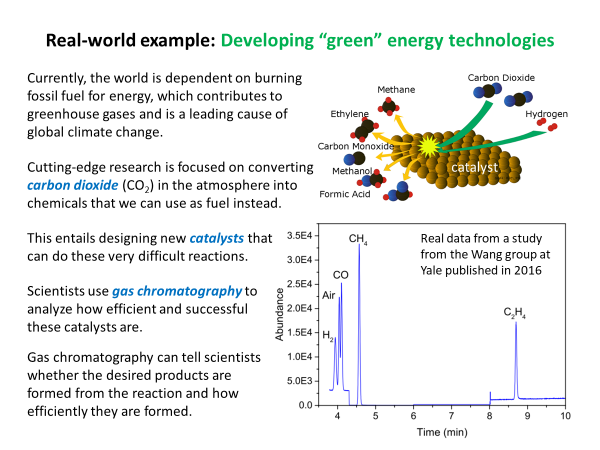 Real-world example: Developing “green” energy technologies
Currently, the world is dependent on burning
fossil fuel for energy, which contributes to
greenhouse gases and is a leading cause of
global climate change.
Cutting-edge research is focused on converting
carbon dioxide (CO₂) in the atmosphere into
chemicals that we can use as fuel instead.
This entails designing new catalysts that
can do these very difficult reactions.
Scientists use gas chromatography to
analyze how efficient and successful
these catalysts are.
Gas chromatography can tell scientists
whether the desired products are
formed from the reaction and how
efficiently they are formed.
Carbon Dioxide
Methane
Hydrogen
Ethylene
Carbon Monoxide
Methanol
Formic Acid
catalyst
Real data from a study
from the Wang group at
Yale published in 2016
Abundance
3.5E4
3.0E4
2.5E4
2.0E4
1.5E4
1.0E4
5.0E3
0.0
H₂
Air
CO
CH₄
C₂H₄
4 5 6 7 8 9 10
Time (min)